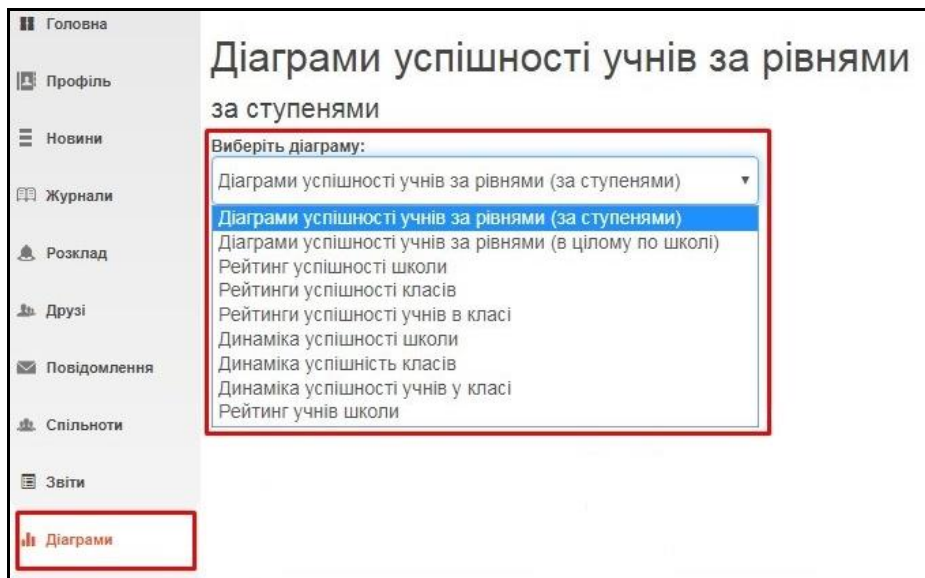 Головна
Профіль
Новини
Журнали
Розклад
Друзі
Повідомлення
Спільноти
Звіти
Діаграми
Діаграми успішності учнів за рівнями
за ступенями
Виберіть діаграму:
Діаграми успішності учнів за рівнями (за ступенями)
Діаграми успішності учнів за рівнями (за ступенями)
Діаграми успішності учнів за рівнями (в цілому по школі)
Рейтинг успішності школи
Рейтинги успішності класів
Рейтинги успішності учнів в класі
Динаміка успішності школи
Динаміка успішність класів
Динаміка успішності учнів у класі
Рейтинг учнів школи